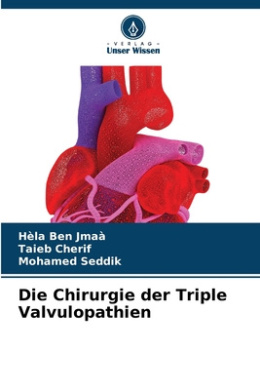 VERLAG
Unser Wissen
Hèla Ben Jmaà
Taieb Cherif
Mohamed Seddik
Die Chirurgie der Triple
Valvulopathien